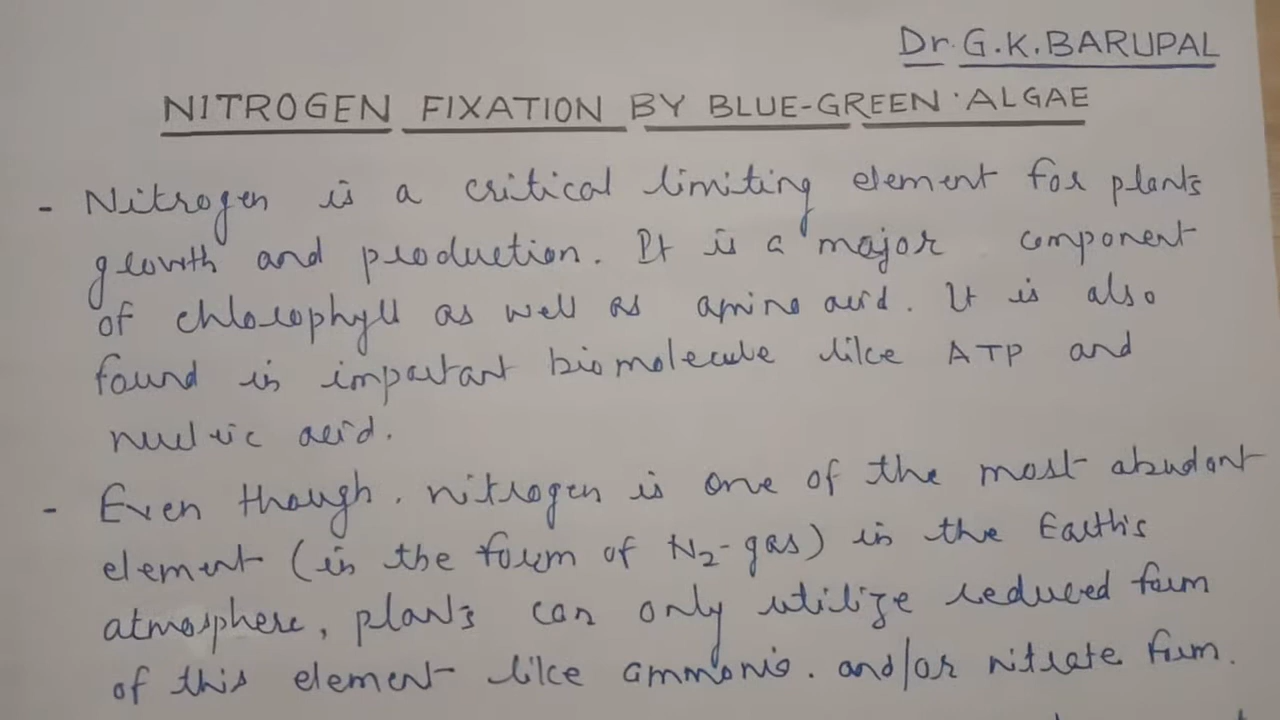 Dr. G.K. BARUPAL
NITROGEN FIXATION BY BLUE-GREEN ALGAE
- Nitrogen is a critical limiting element for plants
growth and production. It is a major component
of chlorophyll as well as amino acid. It is also
found in important biomolecule like ATP and
nucleic acid.
- Even though, nitrogen is one of the most abudant
element (in the form of N₂-gas) in the Earth's
atmosphere, plants can only utilize reduced form
of this element like ammonia. and/or nitrate form.